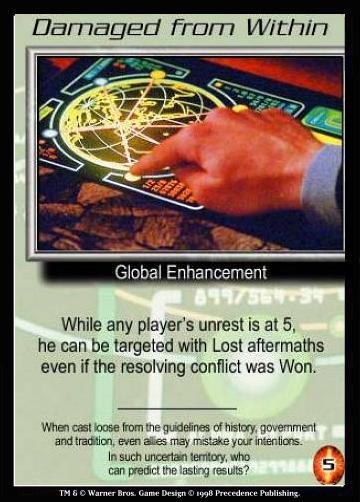 Damaged from Within
Global Enhancement
While any player's unrest is at 5,
he can be targeted with Lost aftermaths
even if the resolving conflict was Won.
When cast loose from the guidelines of history, government
and tradition, even allies may mistake your intentions.
In such uncertain territory, who
can predict the lasting results?
5
TM & © Warner Bros. Game Design © 1998 Precedence Publishing.